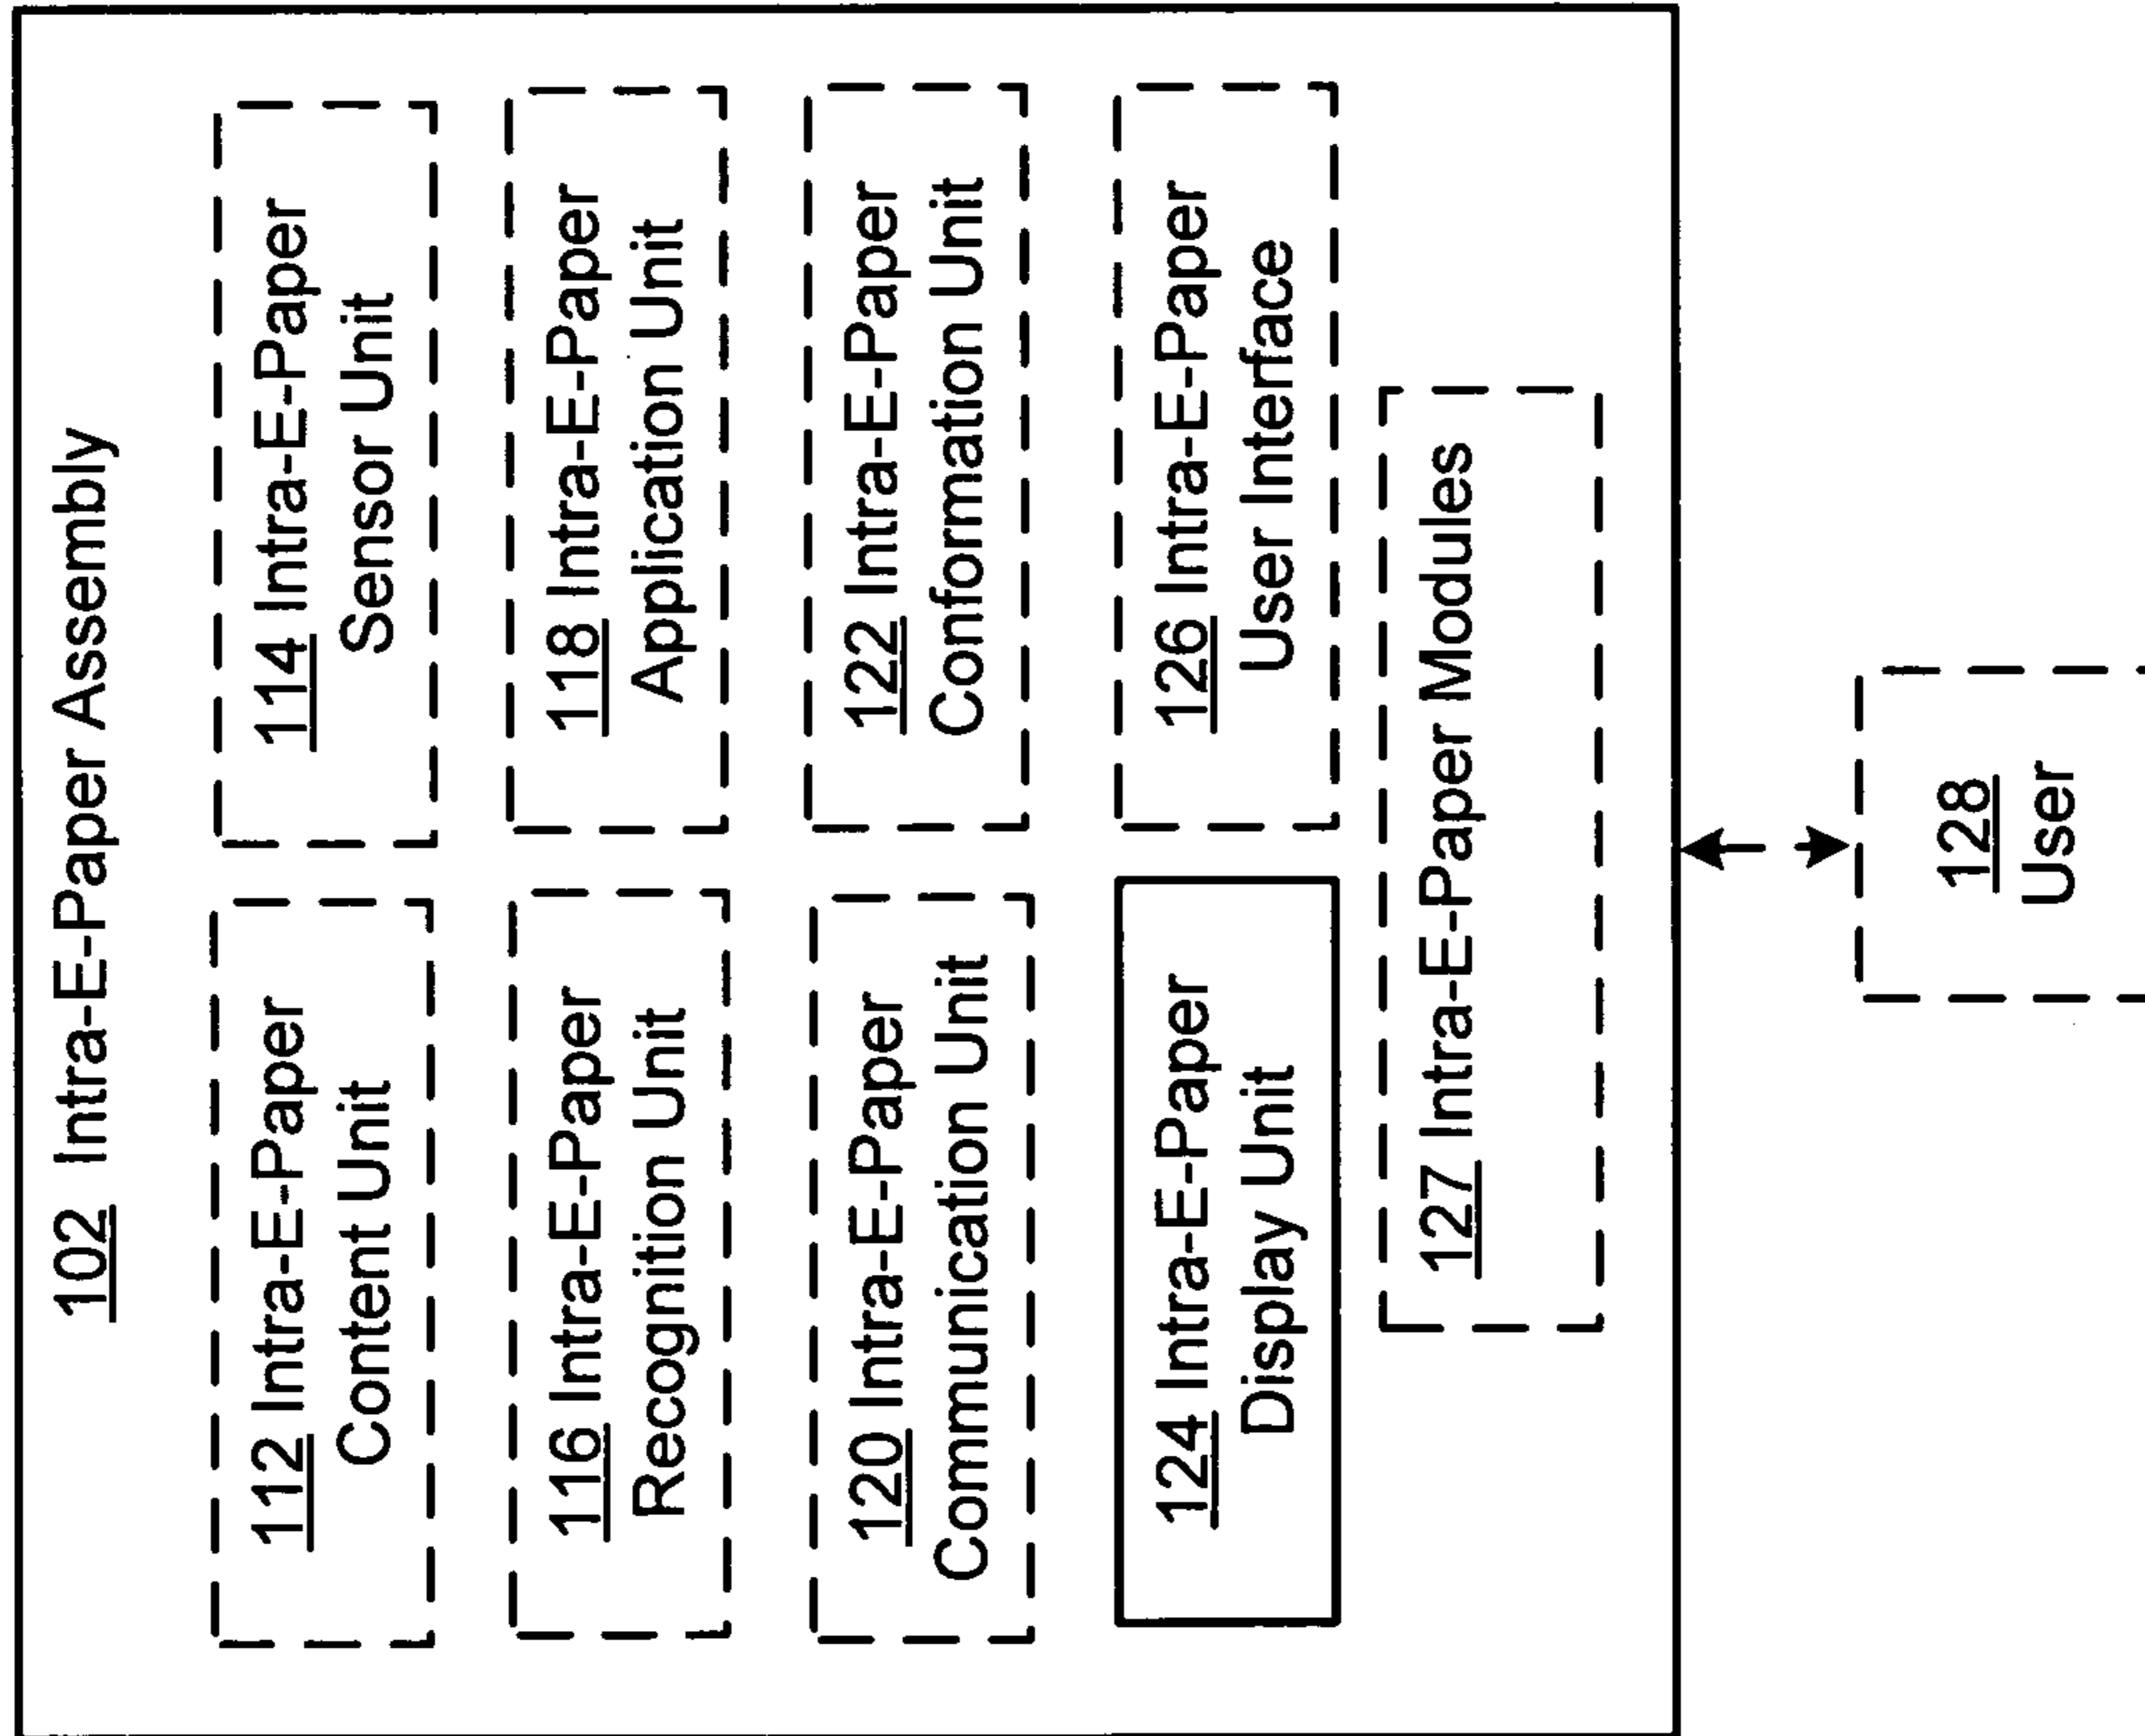 102 Intra-E-Paper Assembly
112 Intra-E-Paper
Content Unit
114 Intra-E-Paper
Sensor Unit
116 Intra-E-Paper
Recognition Unit
118 Intra-E-Paper
Application Unit
120 Intra-E-Paper
Communication Unit
122 Intra-E-Paper
Conformation Unit
124 Intra-E-Paper
Display Unit
126 Intra-E-Paper
User Interface
127 Intra-E-Paper Modules
128
User